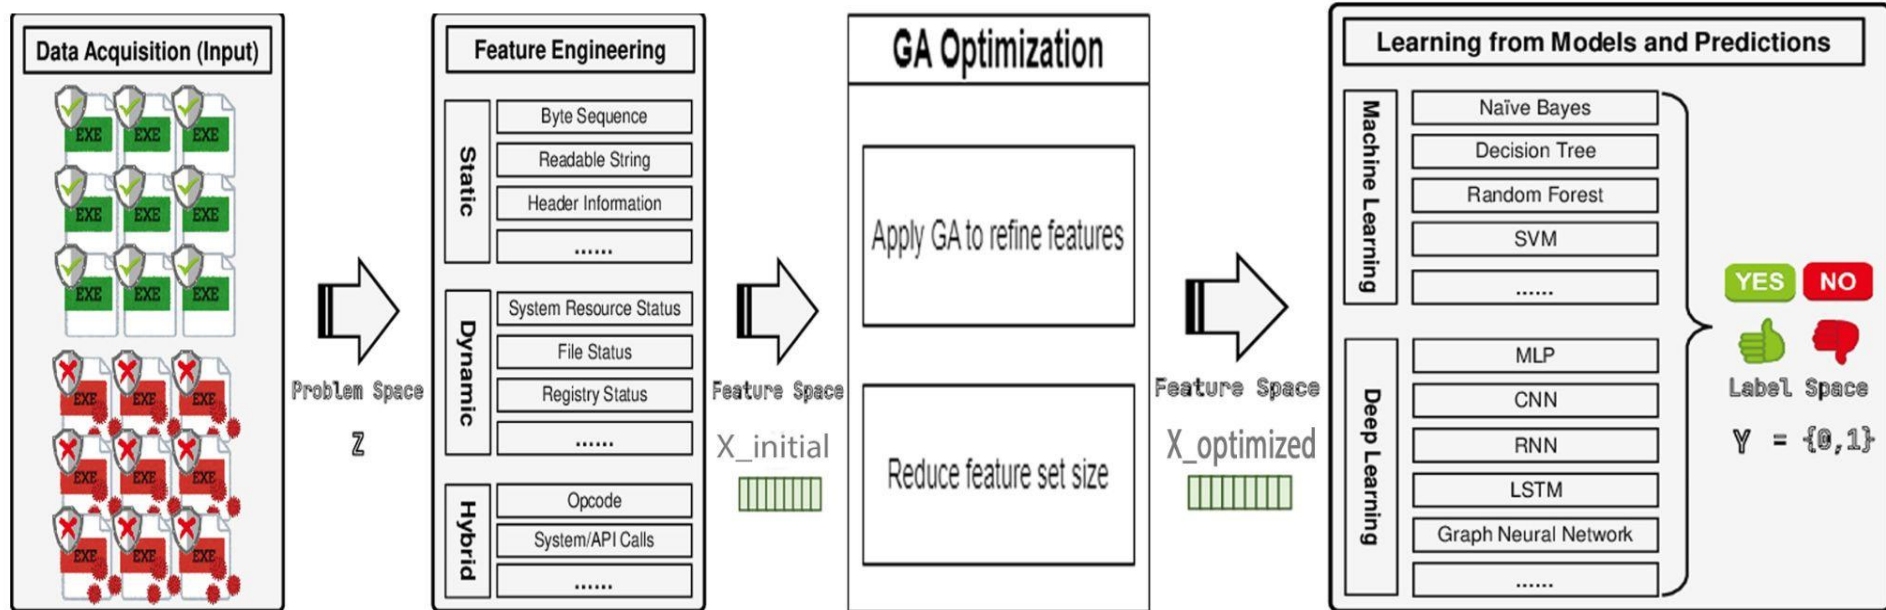 Data Acquisition (Input)
EXE EXE EXE
EXE EXE EXE
EXE EXE EXE
EXE EXE EXE
EXE EXE EXE
EXE EXE EXE
Problem Space
Z
Feature Engineering
Static
Byte Sequence
Readable String
Header Information
......
Dynamic
System Resource Status
File Status
Registry Status
......
Hybrid
Opcode
System/API Calls
......
Feature Space
X_initial
GA Optimization
Apply GA to refine features
Reduce feature set size
Feature Space
X_optimized
Learning from Models and Predictions
Machine Learning
Naïve Bayes
Decision Tree
Random Forest
SVM
......
Deep Learning
MLP
CNN
RNN
LSTM
Graph Neural Network
......
YES NO
Label Space
Y = {0,1}